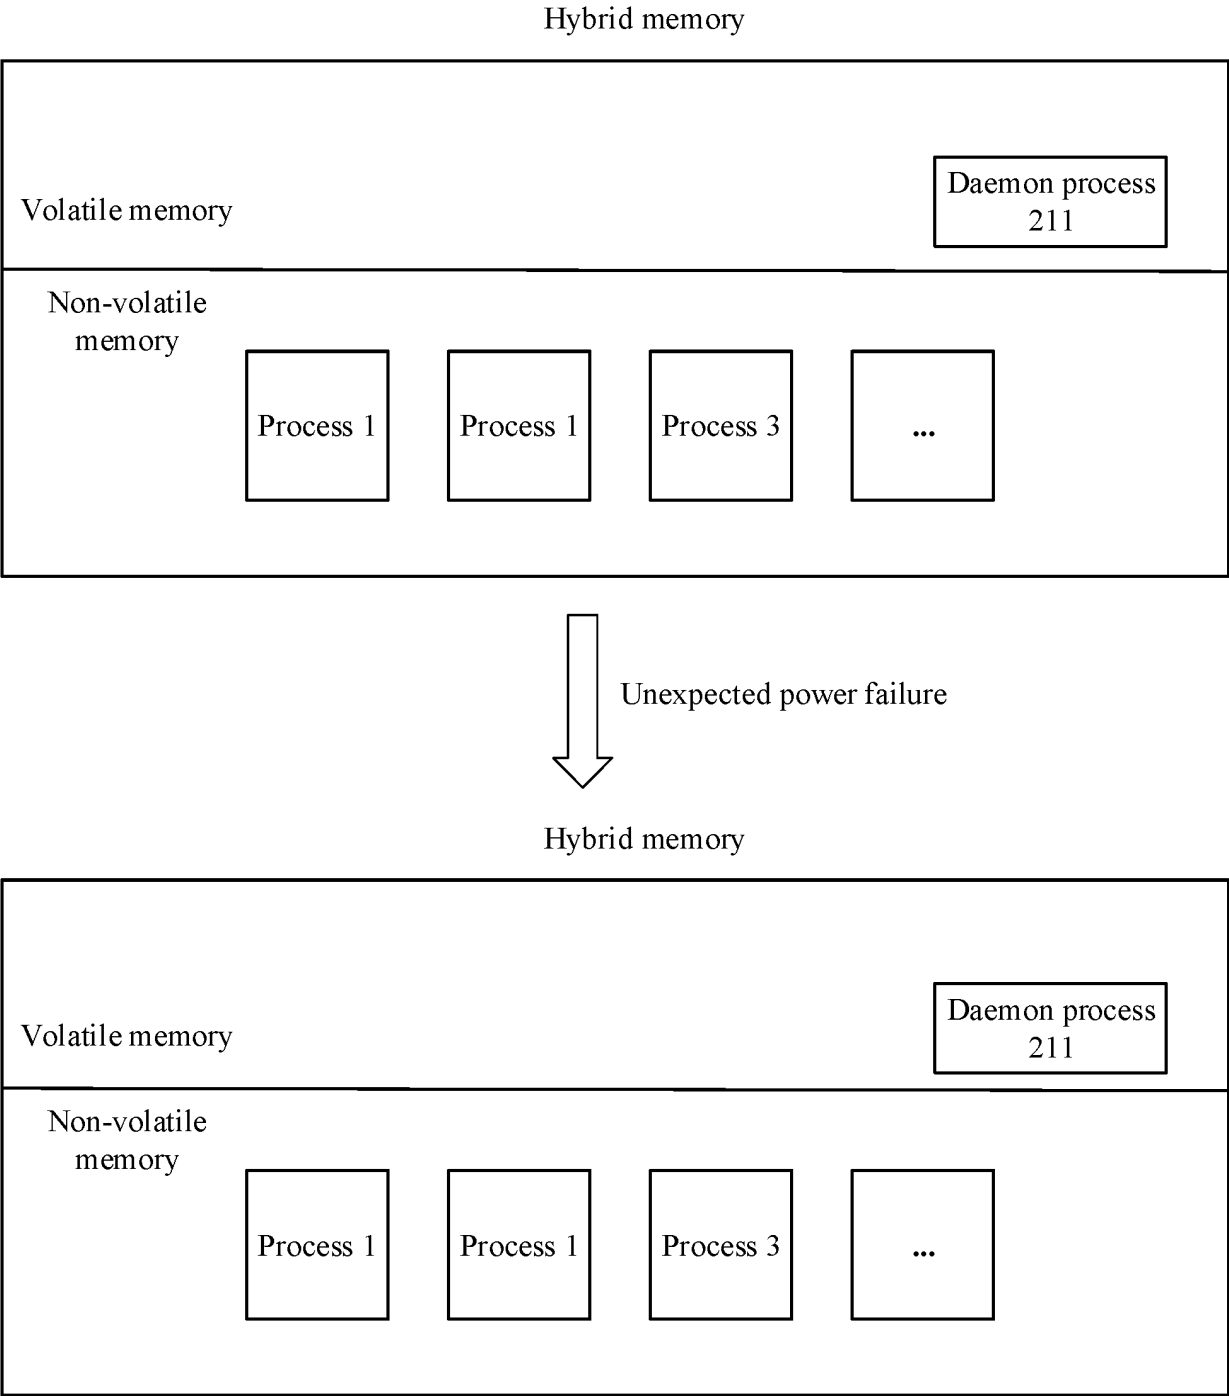 Hybrid memory
Daemon process
211
Volatile memory
Non-volatile
memory
Process 1
Process 1
Process 3
...
Unexpected power failure
Hybrid memory
Daemon process
211
Volatile memory
Non-volatile
memory
Process 1
Process 1
Process 3
...